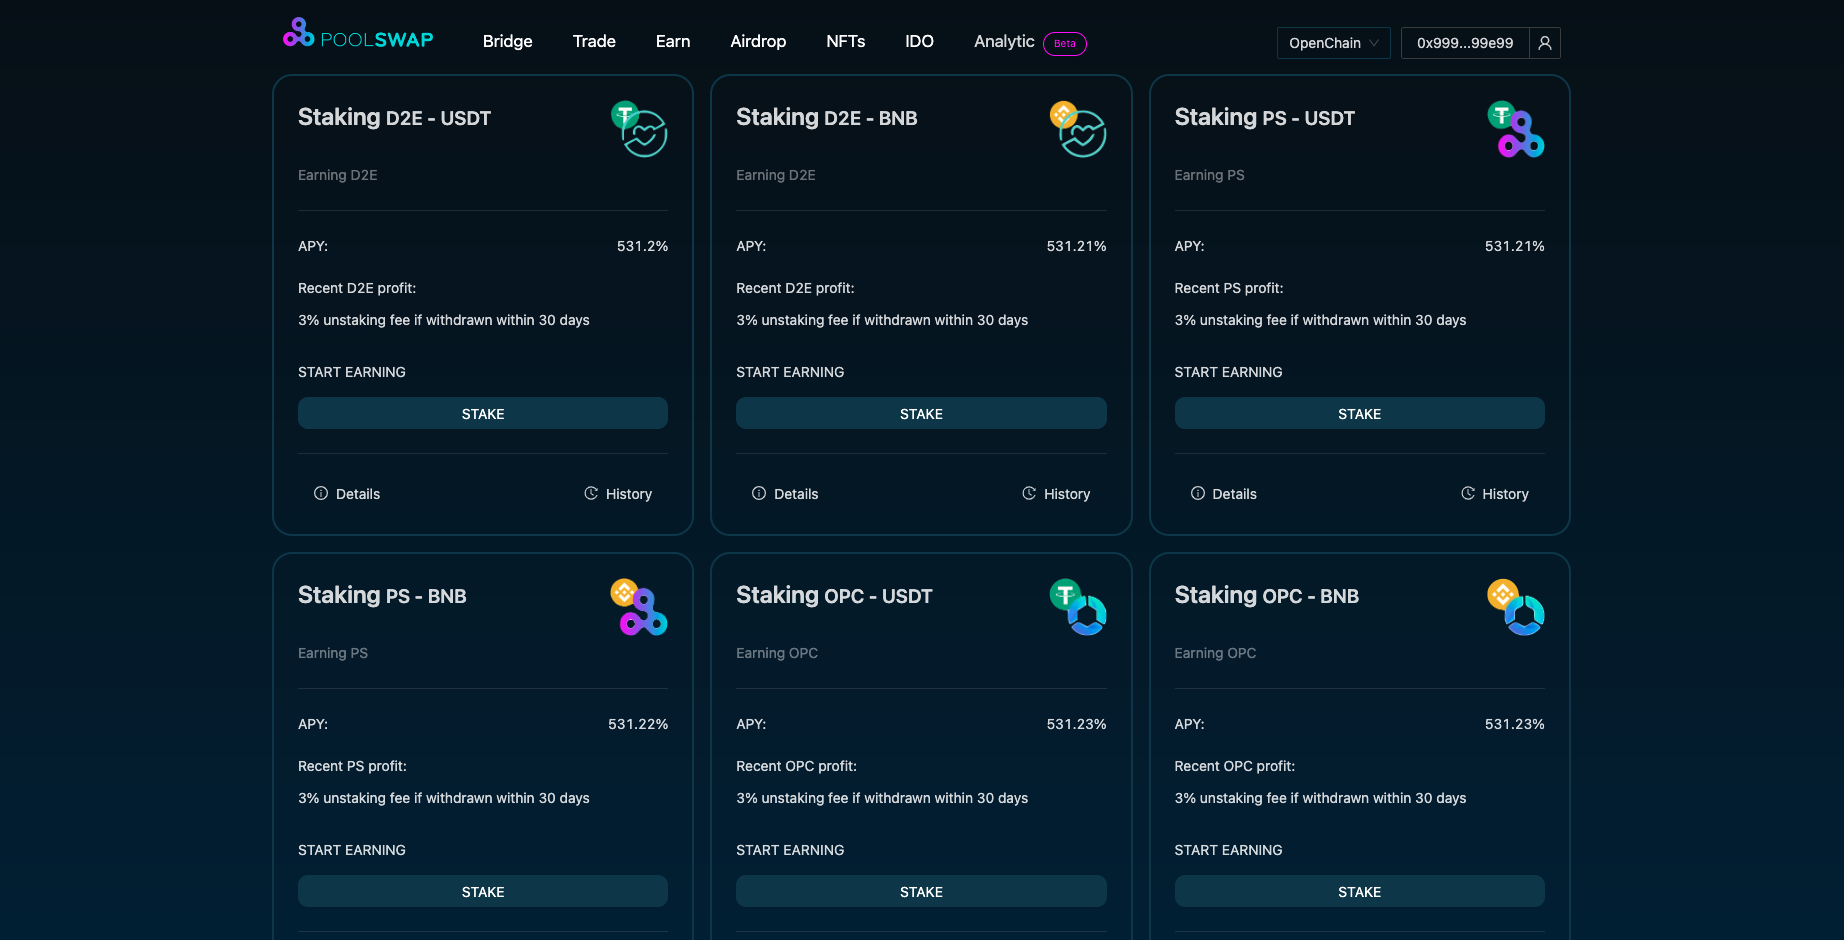 POOLSWAP Bridge Trade Earn Airdrop NFTs IDO Analytic Beta OpenChain 0x999...99e99
Staking D2E - USDT
Earning D2E
APY: 531.2%
Recent D2E profit:
3% unstaking fee if withdrawn within 30 days
START EARNING
STAKE
Details History
Staking D2E - BNB
Earning D2E
APY: 531.21%
Recent D2E profit:
3% unstaking fee if withdrawn within 30 days
START EARNING
STAKE
Details History
Staking PS - USDT
Earning PS
APY: 531.21%
Recent PS profit:
3% unstaking fee if withdrawn within 30 days
START EARNING
STAKE
Details History
Staking PS - BNB
Earning PS
APY: 531.22%
Recent PS profit:
3% unstaking fee if withdrawn within 30 days
START EARNING
STAKE
Staking OPC - USDT
Earning OPC
APY: 531.23%
Recent OPC profit:
3% unstaking fee if withdrawn within 30 days
START EARNING
STAKE
Staking OPC - BNB
Earning OPC
APY: 531.23%
Recent OPC profit:
3% unstaking fee if withdrawn within 30 days
START EARNING
STAKE